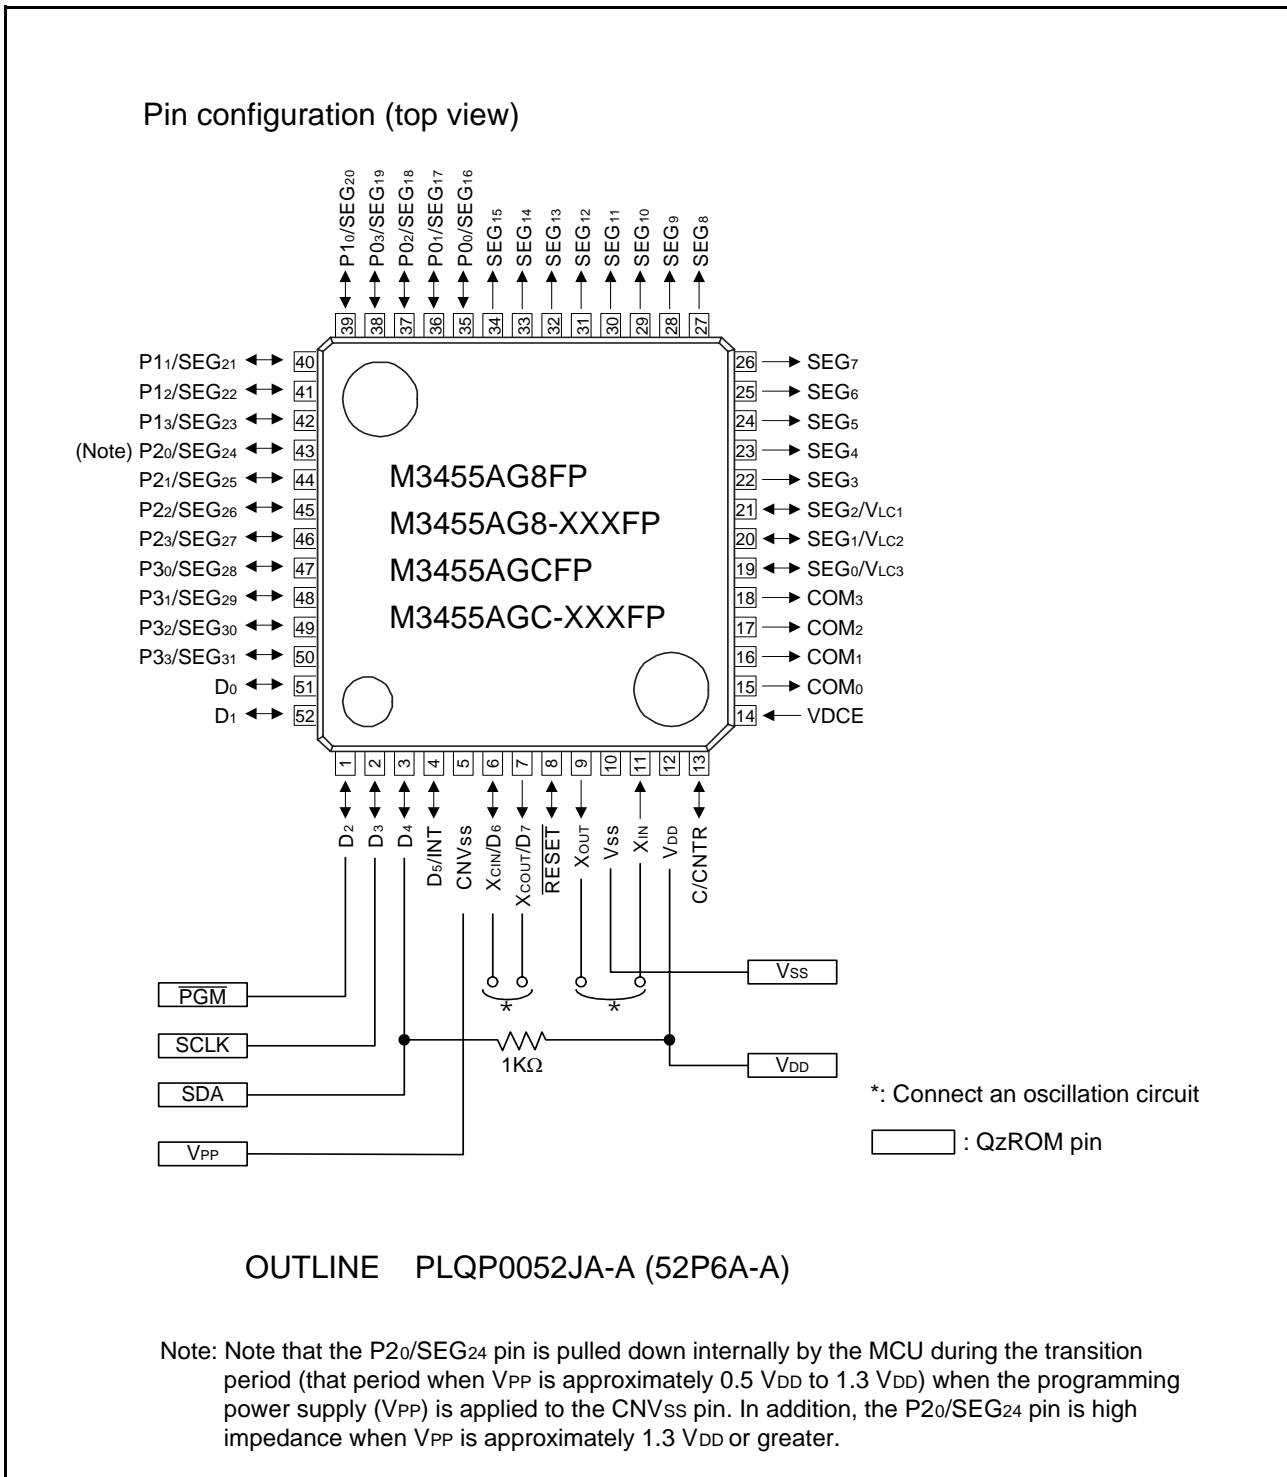 Pin configuration (top view)
P10/SEG20
P03/SEG19
P02/SEG18
P01/SEG17
P00/SEG16
SEG15
SEG14
SEG13
SEG12
SEG11
SEG10
SEG9
SEG8
39 38 37 36 35 34 33 32 31 30 29 28 27
P11/SEG21 40
P12/SEG22 41
P13/SEG23 42
(Note) P20/SEG24 43
P21/SEG25 44
P22/SEG26 45
P23/SEG27 46
P30/SEG28 47
P31/SEG29 48
P32/SEG30 49
P33/SEG31 50
D0 51
D1 52
M3455AG8FP
M3455AG8-XXXFP
M3455AGCFP
M3455AGC-XXXFP
26 SEG7
25 SEG6
24 SEG5
23 SEG4
22 SEG3
21 SEG2/VLC1
20 SEG1/VLC2
19 SEG0/VLC3
18 COM3
17 COM2
16 COM1
15 COM0
14 VDCE
1 2 3 4 5 6 7 8 9 10 11 12 13
D2
D3
D4
D5/INT
CNVss
XCIN/D6
XCOUT/D7
RESET
XOUT
Vss
XIN
VDD
C/CNTR
PGM
SCLK
SDA
VPP
*
*
1KΩ
Vss
VDD
*: Connect an oscillation circuit
: QzROM pin
OUTLINE PLQP0052JA-A (52P6A-A)
Note: Note that the P20/SEG24 pin is pulled down internally by the MCU during the transition
period (that period when VPP is approximately 0.5 VDD to 1.3 VDD) when the programming
power supply (VPP) is applied to the CNVss pin. In addition, the P20/SEG24 pin is high
impedance when VPP is approximately 1.3 VDD or greater.